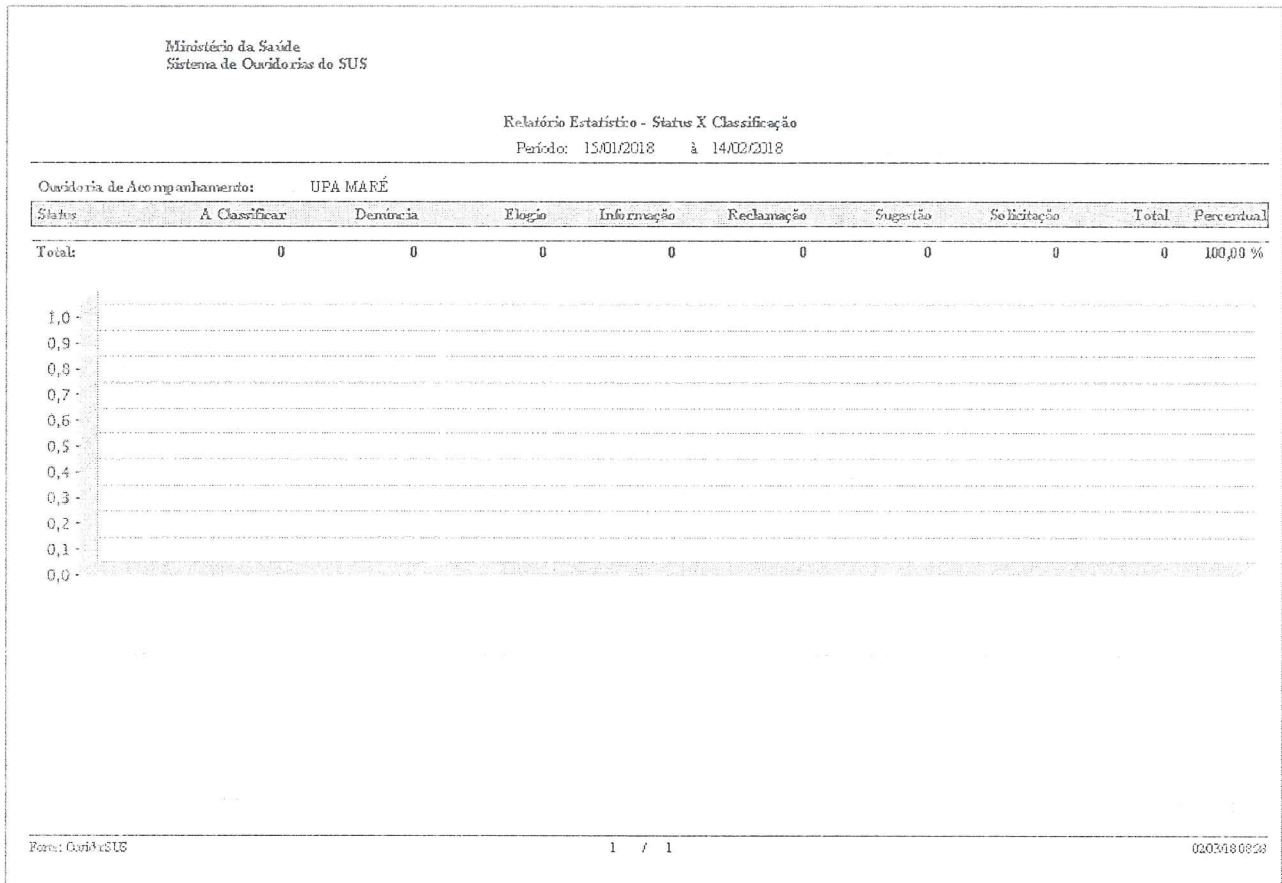 Ministério da Saúde
Sistema de Ouvidorias do SUS
Relatório Estatístico - Status X Classificação
Período: 15/01/2018 à 14/02/2018
Ouvidoria de Acompanhamento: UPA MARÉ
Status A Classificar Denúncia Elogio Informação Reclamação Sugestão Solicitação Total Percentual
Total: 0 0 0 0 0 0 0 0 100,00 %
1,0
0,9
0,8
0,7
0,6
0,5
0,4
0,3
0,2
0,1
0,0
Fonte: OuvidorSUS 1 / 1